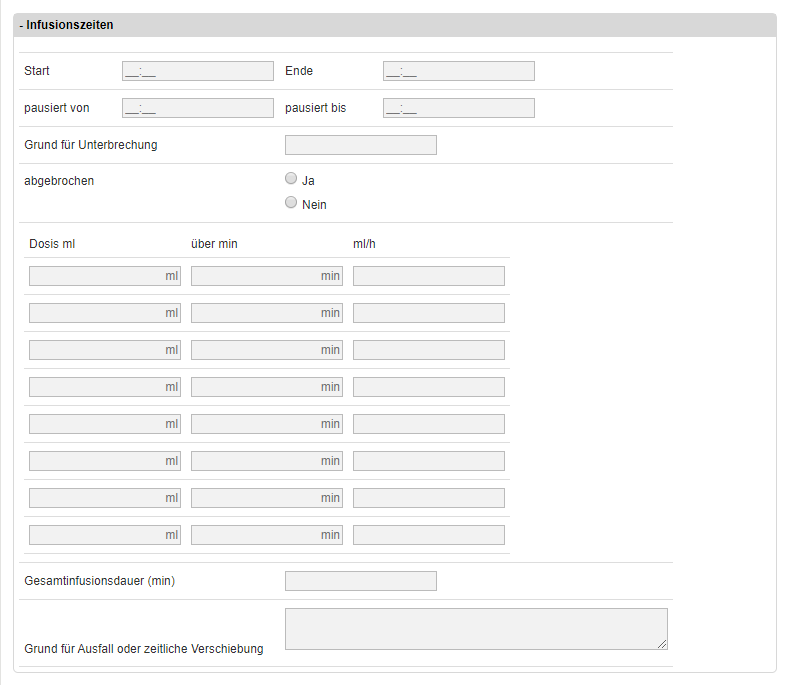 - Infusionszeiten
Start __:__ Ende __:__
pausiert von __:__ pausiert bis __:__
Grund für Unterbrechung
abgebrochen Ja
Nein
Dosis ml über min ml/h
ml min
ml min
ml min
ml min
ml min
ml min
ml min
ml min
Gesamtinfusionsdauer (min)
Grund für Ausfall oder zeitliche Verschiebung